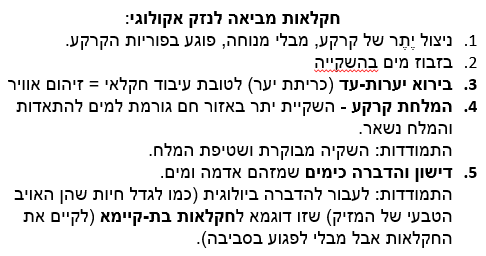 חקלאות מביאה לנזק אקולוגי:
1. ניצול יֶתֶר של קרקע, מבלי מנוחה, פוגע בפוריות הקרקע.
2. בזבוז מים בהשקייה
3. בירוא יערות-עד (כריתת יער) לטובת עיבוד חקלאי = זיהום אוויר
4. המלחת קרקע - השקיית יתר באזור חם גורמת למים להתאדות
והמלח נשאר.
התמודדות: השקיה מבוקרת ושטיפת המלח.
5. דישון והדברה כימים שמזהם אדמה ומים.
התמודדות: לעבור להדברה ביולוגית (כמו לגדל חיות שהן האויב
הטבעי של המזיק) שזו דוגמא לחקלאות בת-קיימא (לקיים את
החקלאות אבל מבלי לפגוע בסביבה).